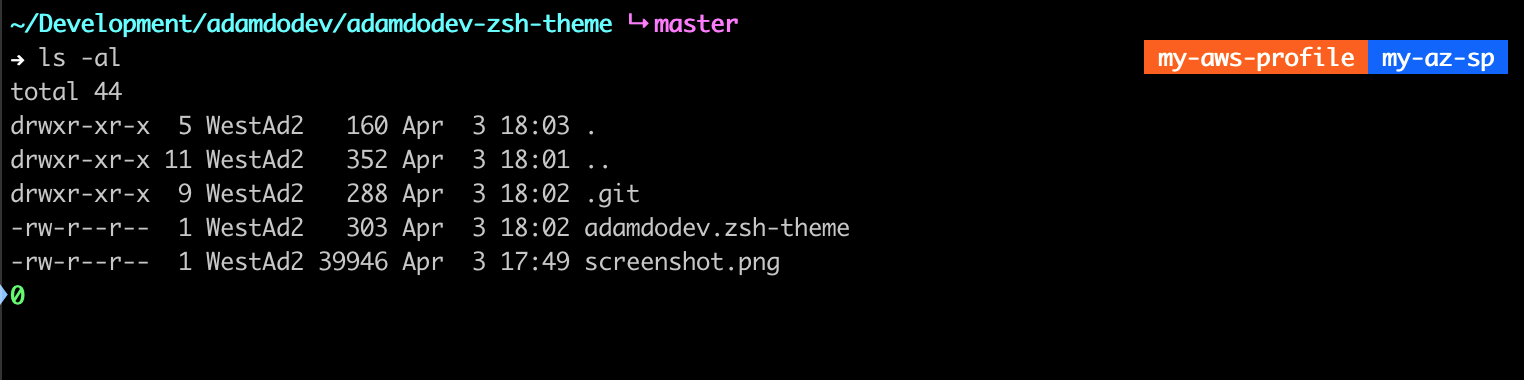 ~/Development/adamdodev/adamdodev-zsh-theme ↪master
→ ls -al my-aws-profile my-az-sp
total 44
drwxr-xr-x  5 WestAd2   160 Apr  3 18:03 .
drwxr-xr-x 11 WestAd2   352 Apr  3 18:01 ..
drwxr-xr-x  9 WestAd2   288 Apr  3 18:02 .git
-rw-r--r--  1 WestAd2   303 Apr  3 18:02 adamdodev.zsh-theme
-rw-r--r--  1 WestAd2 39946 Apr  3 17:49 screenshot.png
0